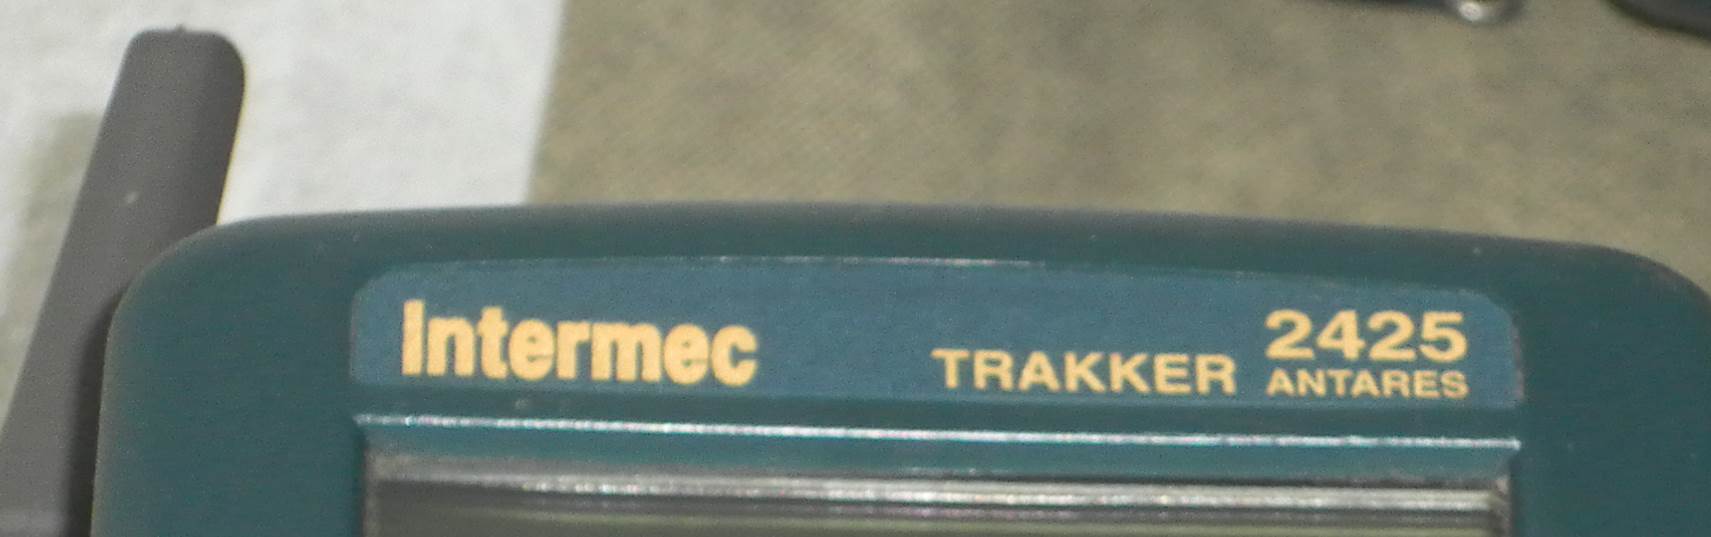 Intermec TRAKKER 2425
ANTARES